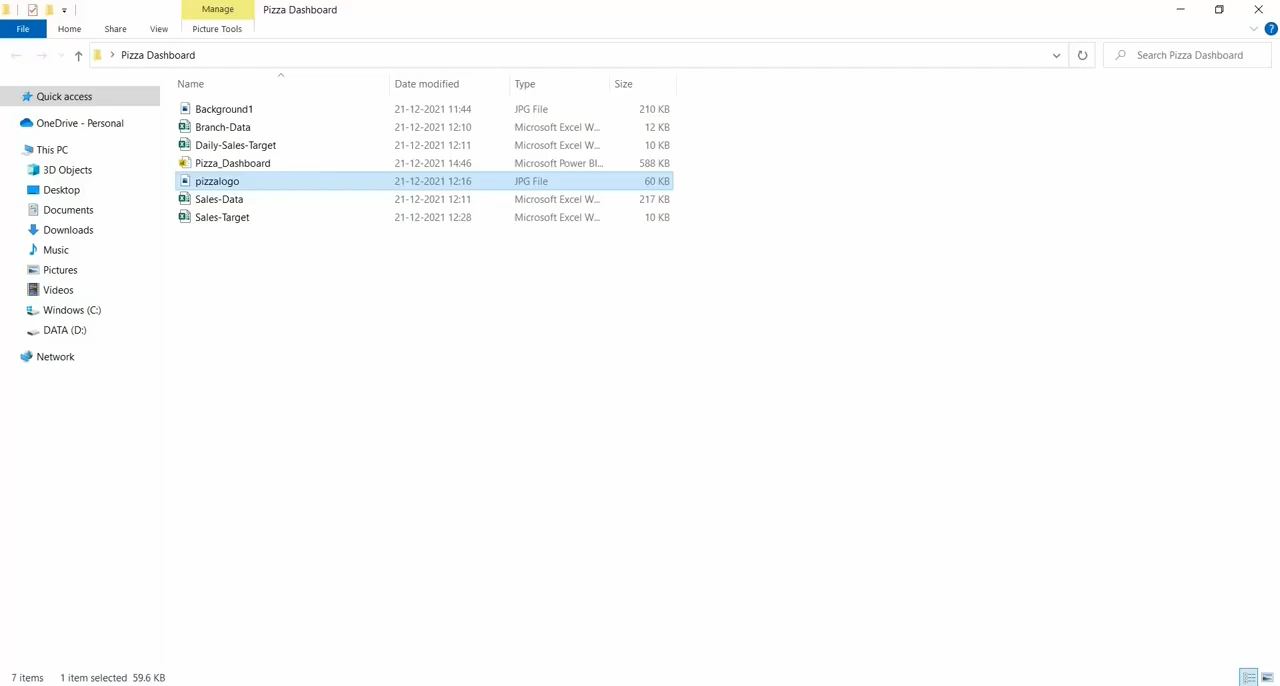 Manage Pizza Dashboard
File Home Share View Picture Tools
Pizza Dashboard Search Pizza Dashboard
Name Date modified Type Size
Quick access
OneDrive - Personal
This PC
3D Objects
Desktop
Documents
Downloads
Music
Pictures
Videos
Windows (C:)
DATA (D:)
Network
Background1 21-12-2021 11:44 JPG File 210 KB
Branch-Data 21-12-2021 12:10 Microsoft Excel W... 12 KB
Daily-Sales-Target 21-12-2021 12:11 Microsoft Excel W... 10 KB
Pizza_Dashboard 21-12-2021 14:46 Microsoft Power BI... 588 KB
pizzalogo 21-12-2021 12:16 JPG File 60 KB
Sales-Data 21-12-2021 12:11 Microsoft Excel W... 217 KB
Sales-Target 21-12-2021 12:28 Microsoft Excel W... 10 KB
7 items 1 item selected 59.6 KB